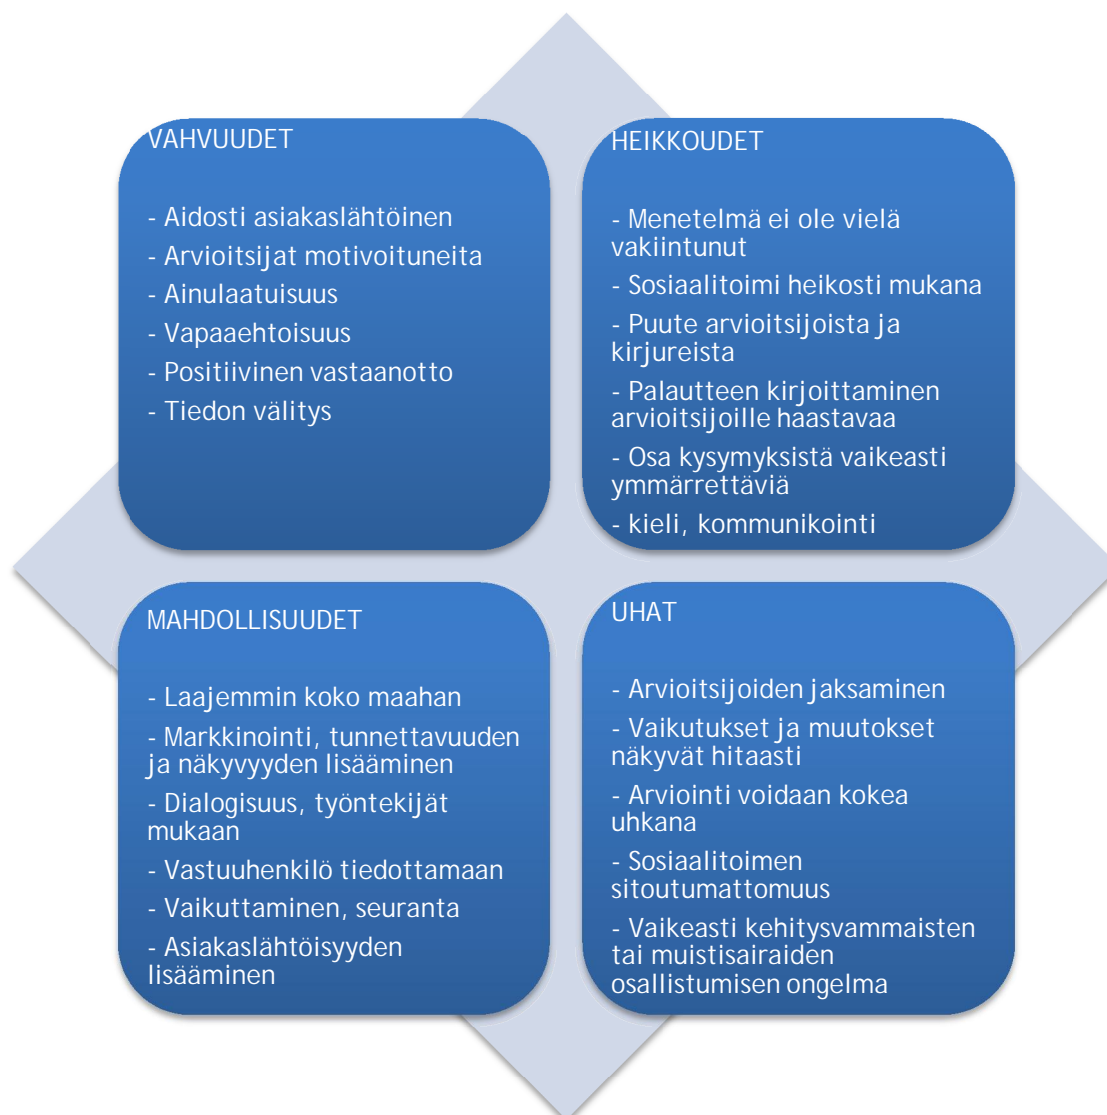 VAHVUUDET
- Aidosti asiakaslähtöinen
- Arvioitsijat motivoituneita
- Ainulaatuisuus
- Vapaaehtoisuus
- Positiivinen vastaanotto
- Tiedon välitys
HEIKKOUDET
- Menetelmä ei ole vielä
vakiintunut
- Sosiaalitoimi heikosti mukana
- Puute arvioitsijoista ja
kirjureista
- Palautteen kirjoittaminen
arvioitsijoille haastavaa
- Osa kysymyksistä vaikeasti
ymmärrettäviä
- kieli, kommunikointi
MAHDOLLISUUDET
- Laajemmin koko maahan
- Markkinointi, tunnettavuuden
ja näkyvyyden lisääminen
- Dialogisuus, työntekijät
mukaan
- Vastuuhenkilö tiedottamaan
- Vaikuttaminen, seuranta
- Asiakaslähtöisyyden
lisääminen
UHAT
- Arvioitsijoiden jaksaminen
- Vaikutukset ja muutokset
näkyvät hitaasti
- Arviointi voidaan kokea
uhkana
- Sosiaalitoimen
sitoutumattomuus
- Vaikeasti kehitysvammaisten
tai muistisairaiden
osallistumisen ongelma